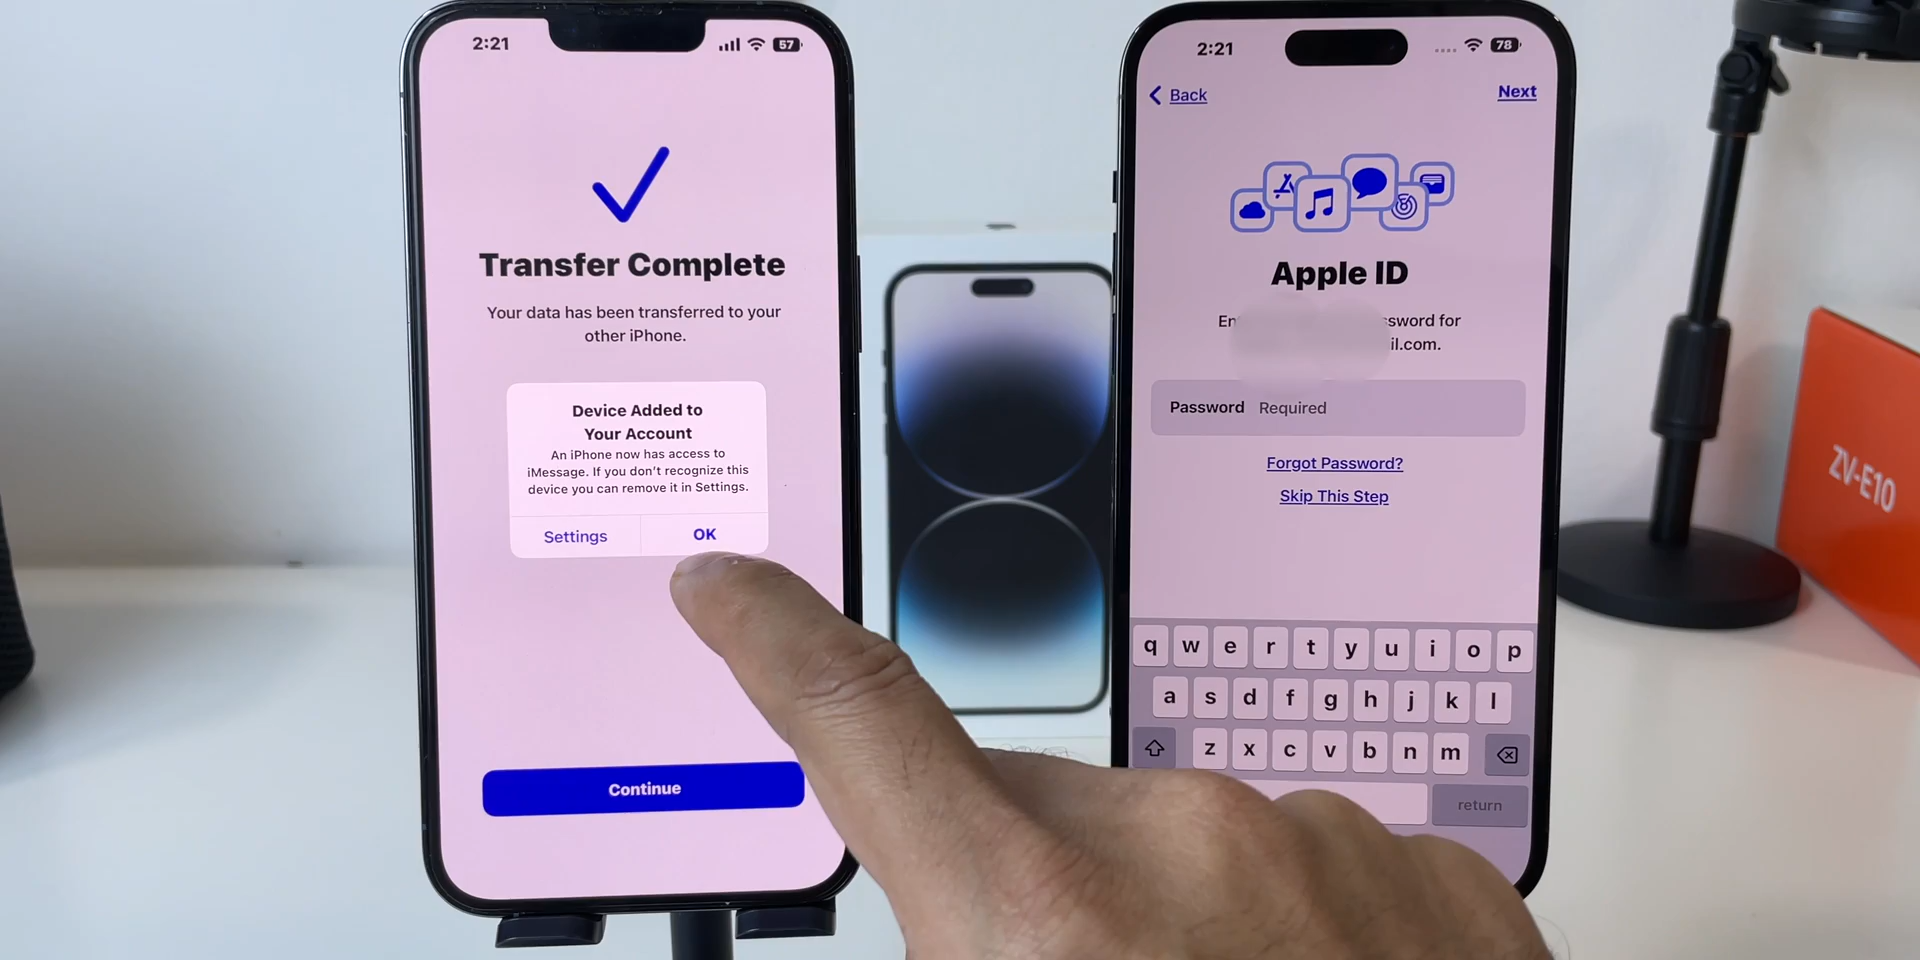 2:21
57
Transfer Complete
Your data has been transferred to your
other iPhone.
Device Added to
Your Account
An iPhone now has access to
iMessage. If you don't recognize this
device you can remove it in Settings.
Settings
OK
Continue
2:21
78
Back
Next
Apple ID
for
il.com.
Password Required
Forgot Password?
Skip This Step
q w e r t y u i o p
a s d f g h j k l
z x c v b n m
return
ZV-E10